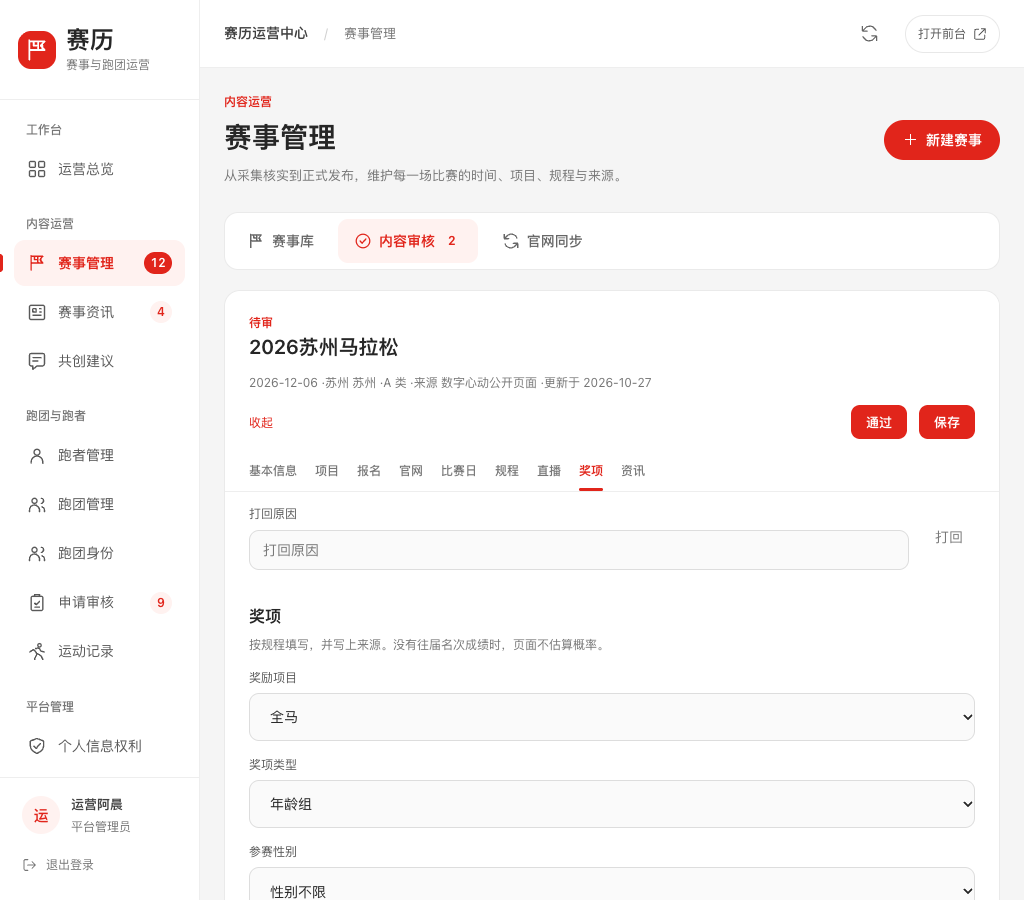 赛历
赛事与跑团运营
工作台
运营总览
内容运营
赛事管理 12
赛事资讯 4
共创建议
跑团与跑者
跑者管理
跑团管理
跑团身份
申请审核 9
运动记录
平台管理
个人信息权利
运 运营阿晨
平台管理员
退出登录
赛历运营中心 / 赛事管理
打开前台
内容运营
赛事管理
从采集核实到正式发布，维护每一场比赛的时间、项目、规程与来源。
新建赛事
赛事库 内容审核 2 官网同步
待审
2026苏州马拉松
2026-12-06 ·苏州 苏州 ·A 类 ·来源 数字心动公开页面 ·更新于 2026-10-27
收起 通过 保存
基本信息 项目 报名 官网 比赛日 规程 直播 奖项 资讯
打回原因
打回原因 打回
奖项
按规程填写，并写上来源。没有往届名次成绩时，页面不估算概率。
奖励项目
全马
奖项类型
年龄组
参赛性别
性别不限